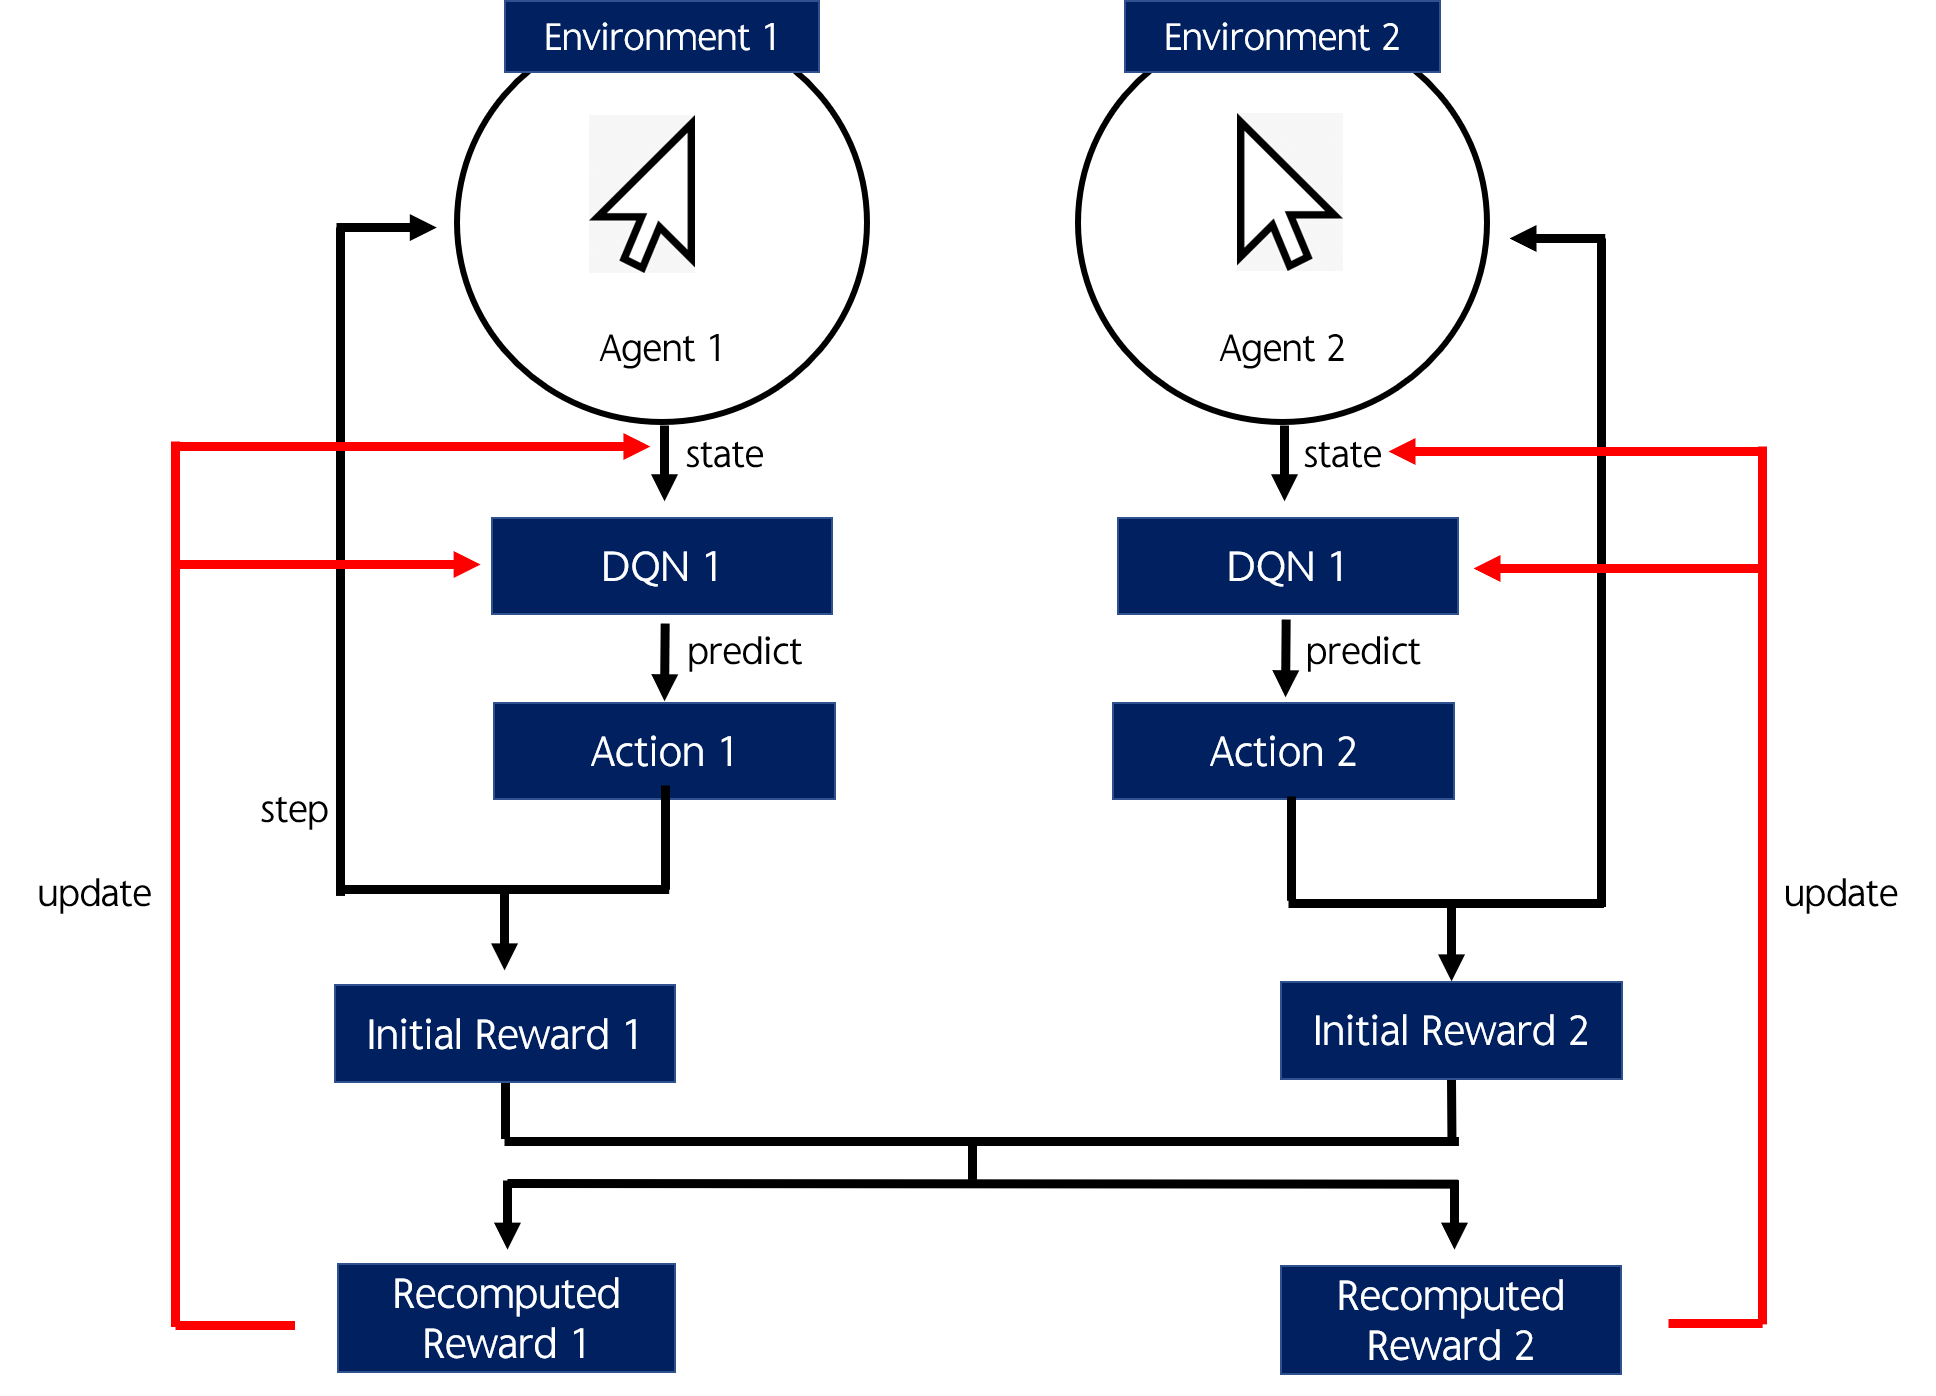 Environment 1
Environment 2
Agent 1
Agent 2
state
state
DQN 1
DQN 1
predict
predict
Action 1
Action 2
step
update
update
Initial Reward 1
Initial Reward 2
Recomputed
Reward 1
Recomputed
Reward 2